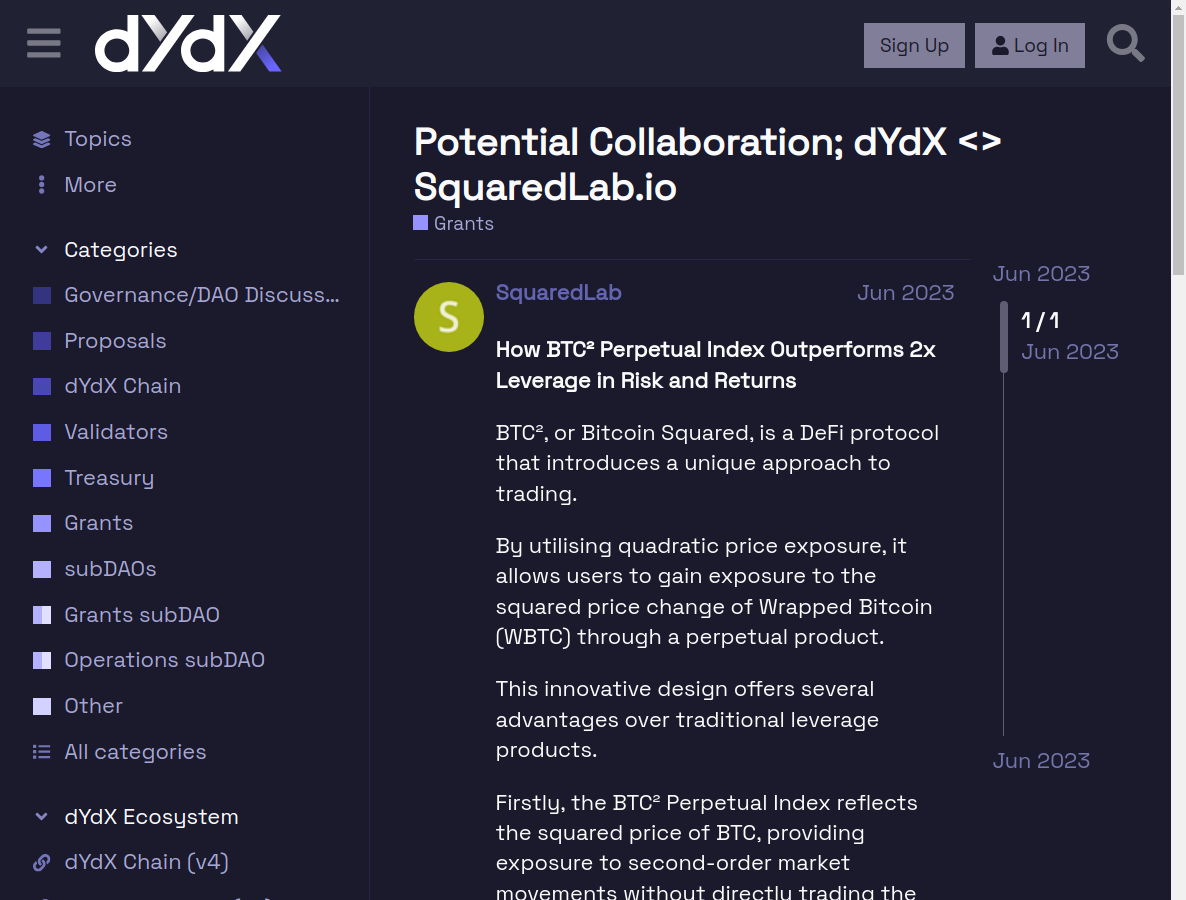 dYdX
Sign Up
Log In
Topics
More
Categories
Governance/DAO Discuss...
Proposals
dYdX Chain
Validators
Treasury
Grants
subDAOs
Grants subDAO
Operations subDAO
Other
All categories
dYdX Ecosystem
dYdX Chain (v4)
Potential Collaboration; dYdX <>
SquaredLab.io
Grants
S
SquaredLab
Jun 2023
How BTC² Perpetual Index Outperforms 2x
Leverage in Risk and Returns
BTC², or Bitcoin Squared, is a DeFi protocol
that introduces a unique approach to
trading.
By utilising quadratic price exposure, it
allows users to gain exposure to the
squared price change of Wrapped Bitcoin
(WBTC) through a perpetual product.
This innovative design offers several
advantages over traditional leverage
products.
Firstly, the BTC² Perpetual Index reflects
the squared price of BTC, providing
exposure to second-order market
movements without directly trading the
Jun 2023
1 / 1
Jun 2023
Jun 2023